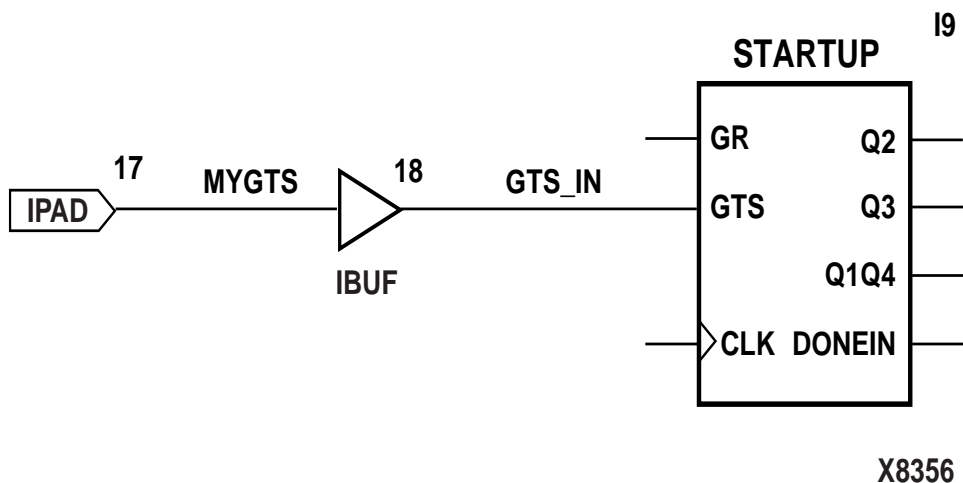 I9
STARTUP
17
MYGTS
18
GTS_IN
IPAD
IBUF
GR
Q2
GTS
Q3
Q1Q4
CLK
DONEIN
X8356